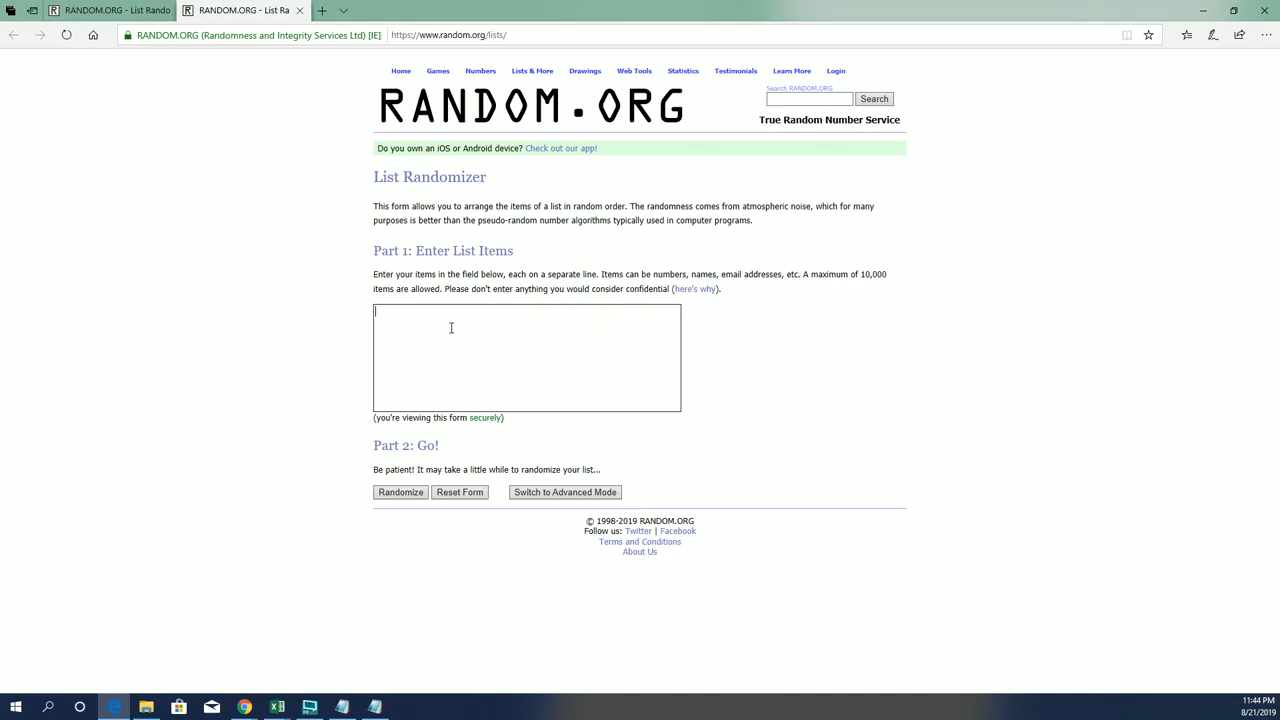 RANDOM.ORG - List Rando
RANDOM.ORG - List Ra
RANDOM.ORG (Randomness and Integrity Services Ltd) [IE]
https://www.random.org/lists/
Home Games Numbers Lists & More Drawings Web Tools Statistics Testimonials Learn More Login
RANDOM.ORG
Search RANDOM.ORG
Search
True Random Number Service
Do you own an iOS or Android device? Check out our app!
List Randomizer
This form allows you to arrange the items of a list in random order. The randomness comes from atmospheric noise, which for many
purposes is better than the pseudo-random number algorithms typically used in computer programs.
Part 1: Enter List Items
Enter your items in the field below, each on a separate line. Items can be numbers, names, email addresses, etc. A maximum of 10,000
items are allowed. Please don't enter anything you would consider confidential (here's why).
(you're viewing this form securely)
Part 2: Go!
Be patient! It may take a little while to randomize your list...
Randomize Reset Form Switch to Advanced Mode
© 1998-2019 RANDOM.ORG
Follow us: Twitter | Facebook
Terms and Conditions
About Us
11:44 PM
8/21/2019